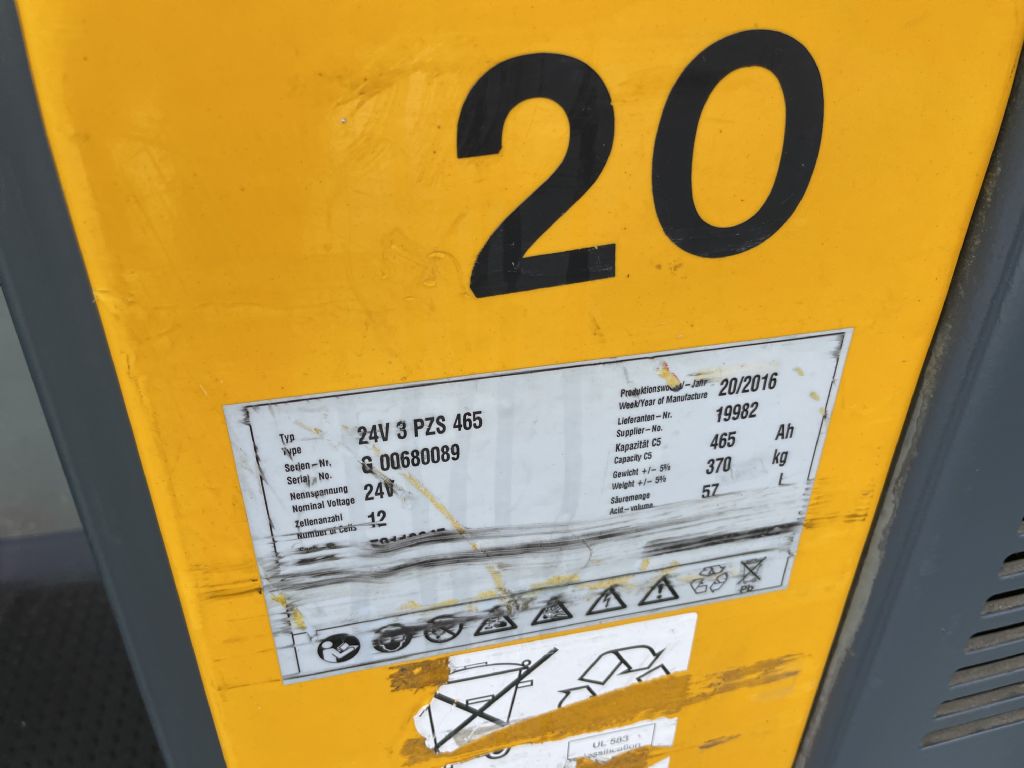 20
Typ
Type
24V 3 PZS 465
Serien-Nr.
Serial No.
G 00680089
Nennspannung
Nominal Voltage
24V
Zellenanzahl
Number of Cells
12
Week/Year of Manufacture
20/2016
Lieferanten-Nr.
Supplier-No.
19982
Kapazität C5
Capacity C5
465 Ah
Gewicht +/- 5%
Weight +/- 5%
370 kg
Säuremenge
Acid-volume
57
Pb
UL 583